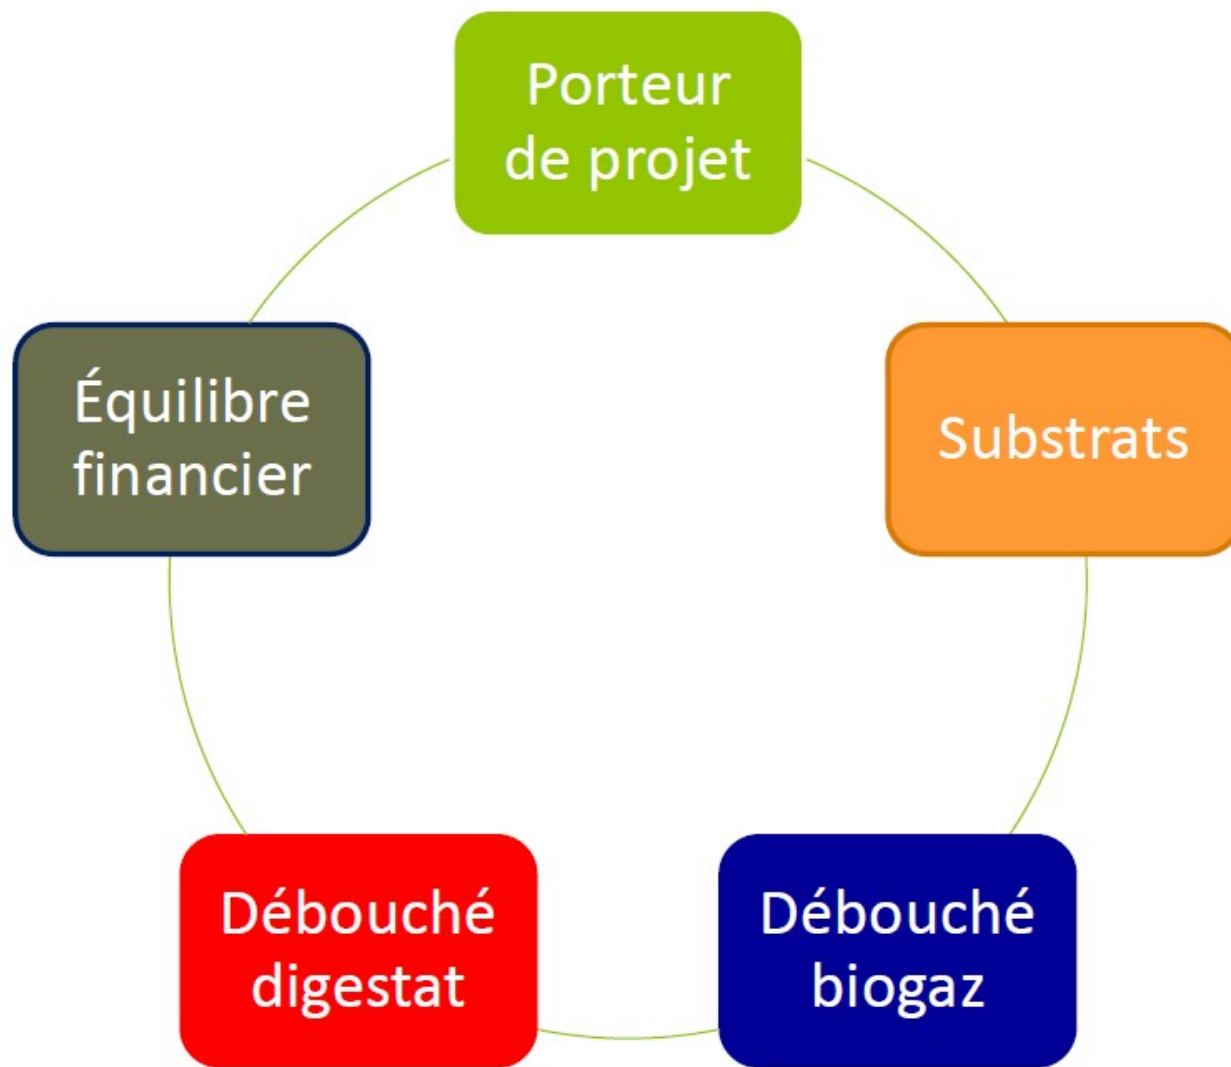 Porteur
de projet
Substrats
Débouché
biogaz
Débouché
digestat
Équilibre
financier